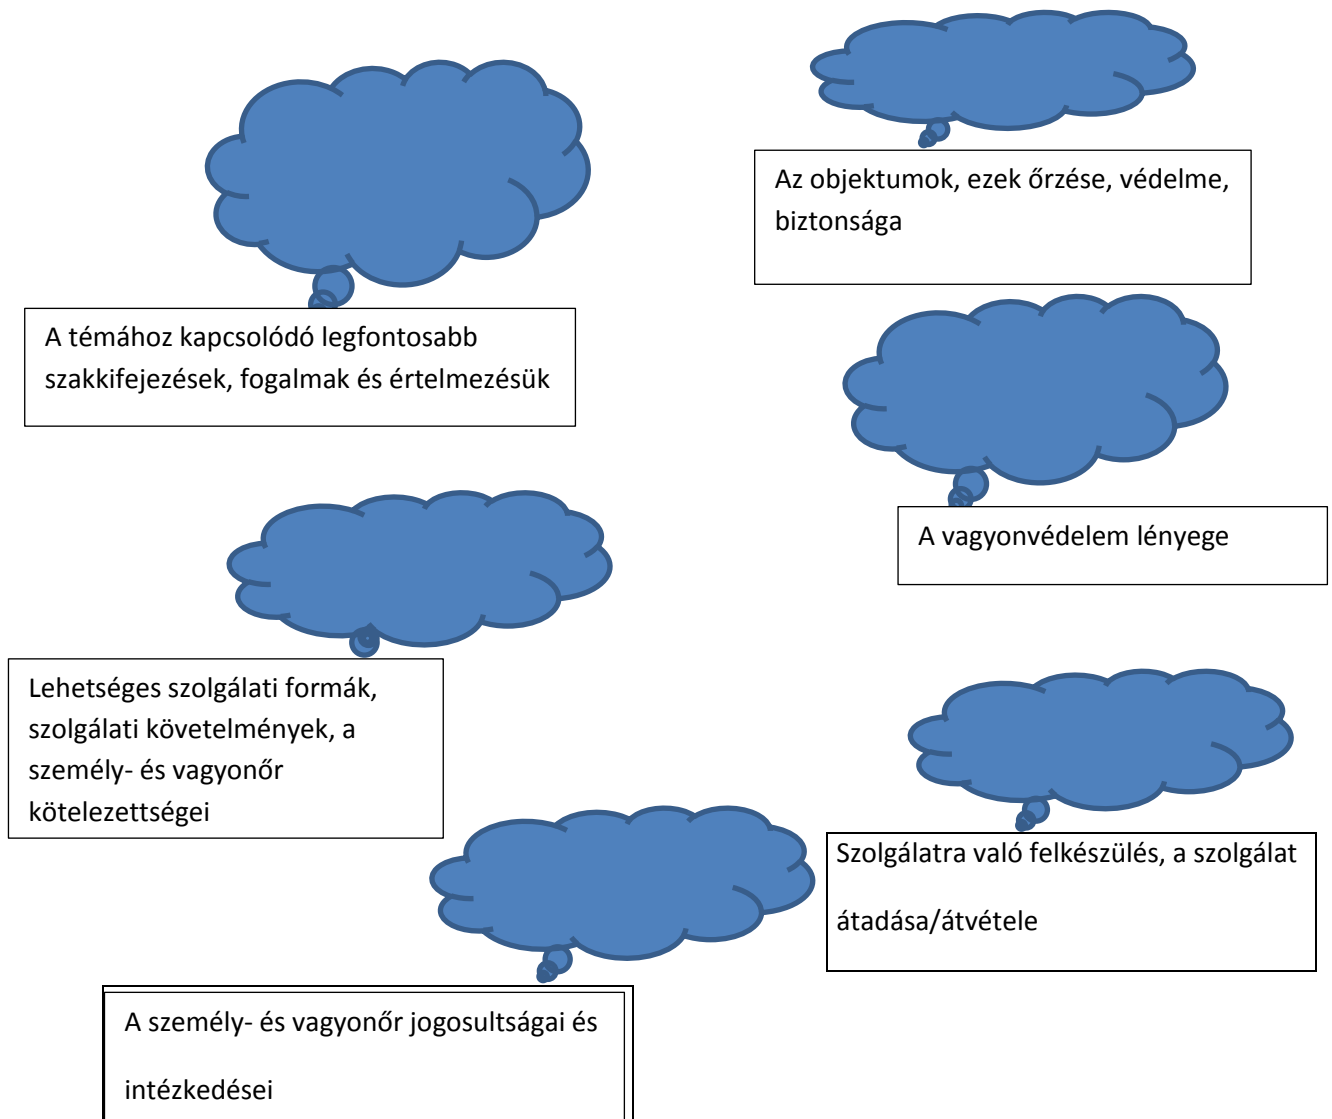 Az objektumok, ezek őrzése, védelme,
biztonsága
A témához kapcsolódó legfontosabb
szakkifejezések, fogalmak és értelmezésük
A vagyonvédelem lényege
Lehetséges szolgálati formák,
szolgálati követelmények, a
személy- és vagyonőr
kötelezettségei
Szolgálatra való felkészülés, a szolgálat
átadása/átvétele
A személy- és vagyonőr jogosultságai és
intézkedései